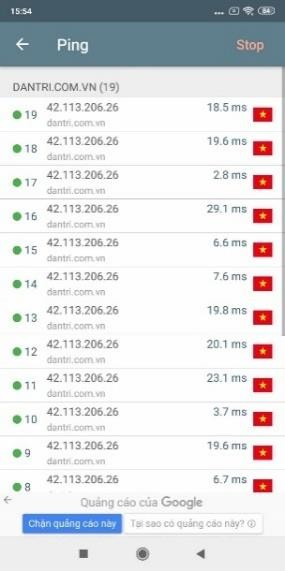 15:54
... 84
Ping
Stop
DANTRI.COM.VN (19)
19 42.113.206.26 18.5 ms
dantri.com.vn
18 42.113.206.26 19.6 ms
dantri.com.vn
17 42.113.206.26 2.8 ms
dantri.com.vn
16 42.113.206.26 29.1 ms
dantri.com.vn
15 42.113.206.26 6.6 ms
dantri.com.vn
14 42.113.206.26 7.6 ms
dantri.com.vn
13 42.113.206.26 19.8 ms
dantri.com.vn
12 42.113.206.26 20.1 ms
dantri.com.vn
11 42.113.206.26 23.1 ms
dantri.com.vn
10 42.113.206.26 3.7 ms
dantri.com.vn
9 42.113.206.26 19.6 ms
dantri.com.vn
8 42.113.206.26 6.7 ms
dantri.com.vn
Quảng cáo của Google
Chặn quảng cáo này
Tại sao có quảng cáo này?